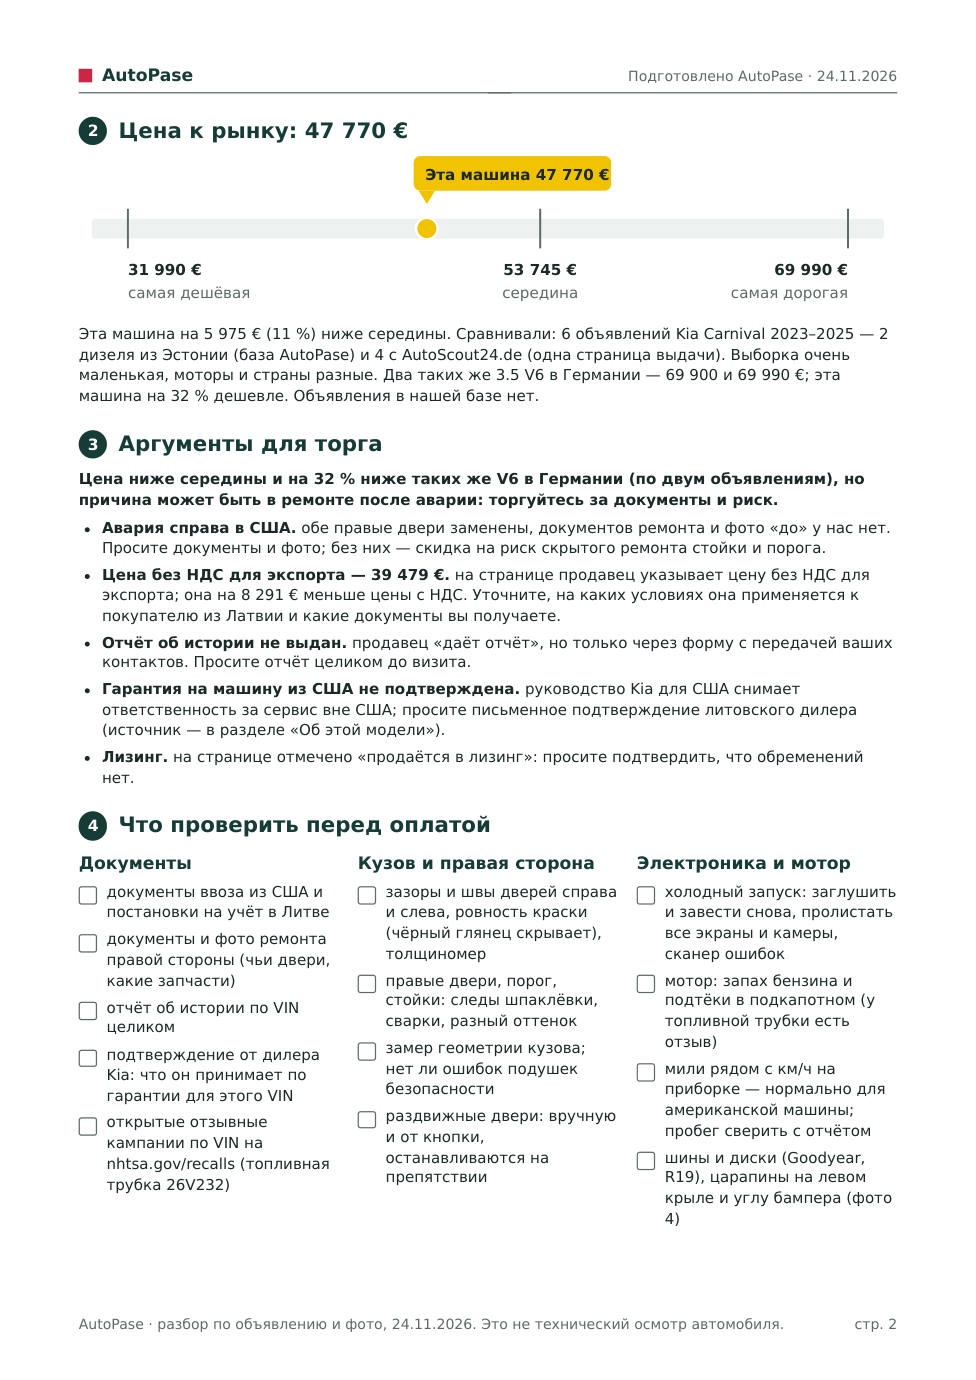 AutoPase
Подготовлено AutoPase · 24.11.2026
2 Цена к рынку: 47 770 €
Эта машина 47 770 €
31 990 €
самая дешёвая
53 745 €
середина
69 990 €
самая дорогая
Эта машина на 5 975 € (11 %) ниже середины. Сравнивали: 6 объявлений Kia Carnival 2023–2025 — 2
дизеля из Эстонии (база AutoPase) и 4 с AutoScout24.de (одна страница выдачи). Выборка очень
маленькая, моторы и страны разные. Два таких же 3.5 V6 в Германии — 69 900 и 69 990 €; эта
машина на 32 % дешевле. Объявления в нашей базе нет.
3 Аргументы для торга
Цена ниже середины и на 32 % ниже таких же V6 в Германии (по двум объявлениям), но
причина может быть в ремонте после аварии: торгуйтесь за документы и риск.
• Авария справа в США. обе правые двери заменены, документов ремонта и фото «до» у нас нет.
Просите документы и фото; без них — скидка на риск скрытого ремонта стойки и порога.
• Цена без НДС для экспорта — 39 479 €. на странице продавец указывает цену без НДС для
экспорта; она на 8 291 € меньше цены с НДС. Уточните, на каких условиях она применяется к
покупателю из Латвии и какие документы вы получаете.
• Отчёт об истории не выдан. продавец «даёт отчёт», но только через форму с передачей ваших
контактов. Просите отчёт целиком до визита.
• Гарантия на машину из США не подтверждена. руководство Kia для США снимает
ответственность за сервис вне США; просите письменное подтверждение литовского дилера
(источник — в разделе «Об этой модели»).
• Лизинг. на странице отмечено «продаётся в лизинг»: просите подтвердить, что обременений
нет.
4 Что проверить перед оплатой
Документы
документы ввоза из США и
постановки на учёт в Литве
документы и фото ремонта
правой стороны (чьи двери,
какие запчасти)
отчёт об истории по VIN
целиком
подтверждение от дилера
Kia: что он принимает по
гарантии для этого VIN
открытые отзывные
кампании по VIN на
nhtsa.gov/recalls (топливная
трубка 26V232)
Кузов и правая сторона
зазоры и швы дверей справа
и слева, ровность краски
(чёрный глянец скрывает),
толщиномер
правые двери, порог,
стойки: следы шпаклёвки,
сварки, разный оттенок
замер геометрии кузова;
нет ли ошибок подушек
безопасности
раздвижные двери: вручную
и от кнопки,
останавливаются на
препятствии
Электроника и мотор
холодный запуск: заглушить
и завести снова, пролистать
все экраны и камеры,
сканер ошибок
мотор: запах бензина и
подтёки в подкапотном (у
топливной трубки есть
отзыв)
мили рядом с км/ч на
приборке — нормально для
американской машины;
пробег сверить с отчётом
шины и диски (Goodyear,
R19), царапины на левом
крыле и углу бампера (фото
4)
AutoPase · разбор по объявлению и фото, 24.11.2026. Это не технический осмотр автомобиля.
стр. 2